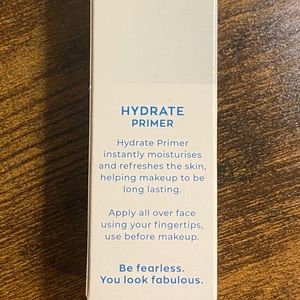 HYDRATE
PRIMER
Hydrate Primer
instantly moisturises
and refreshes the skin,
helping makeup to be
long lasting.
Apply all over face
using your fingertips,
use before makeup.
Be fearless.
You look fabulous.